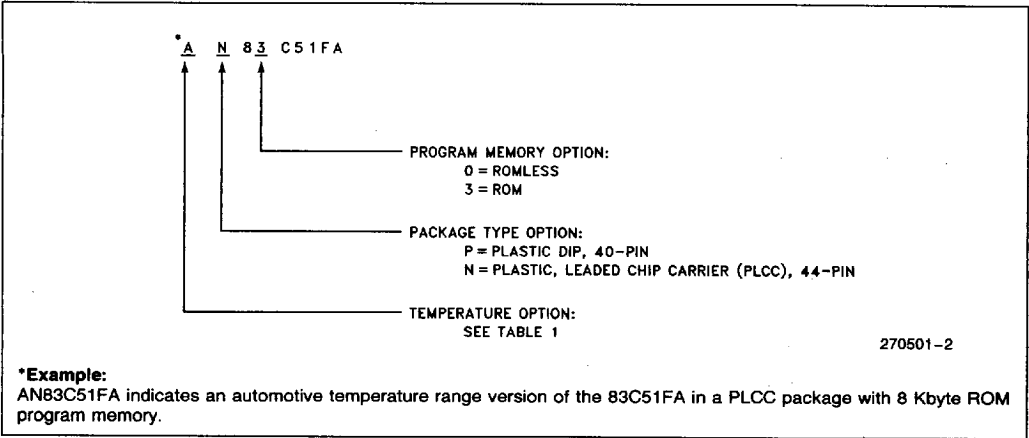 *A N 83 C51FA
PROGRAM MEMORY OPTION:
0 = ROMLESS
3 = ROM
PACKAGE TYPE OPTION:
P = PLASTIC DIP, 40-PIN
N = PLASTIC, LEADED CHIP CARRIER (PLCC), 44-PIN
TEMPERATURE OPTION:
SEE TABLE 1
270501-2
*Example:
AN83C51FA indicates an automotive temperature range version of the 83C51FA in a PLCC package with 8 Kbyte ROM
program memory.